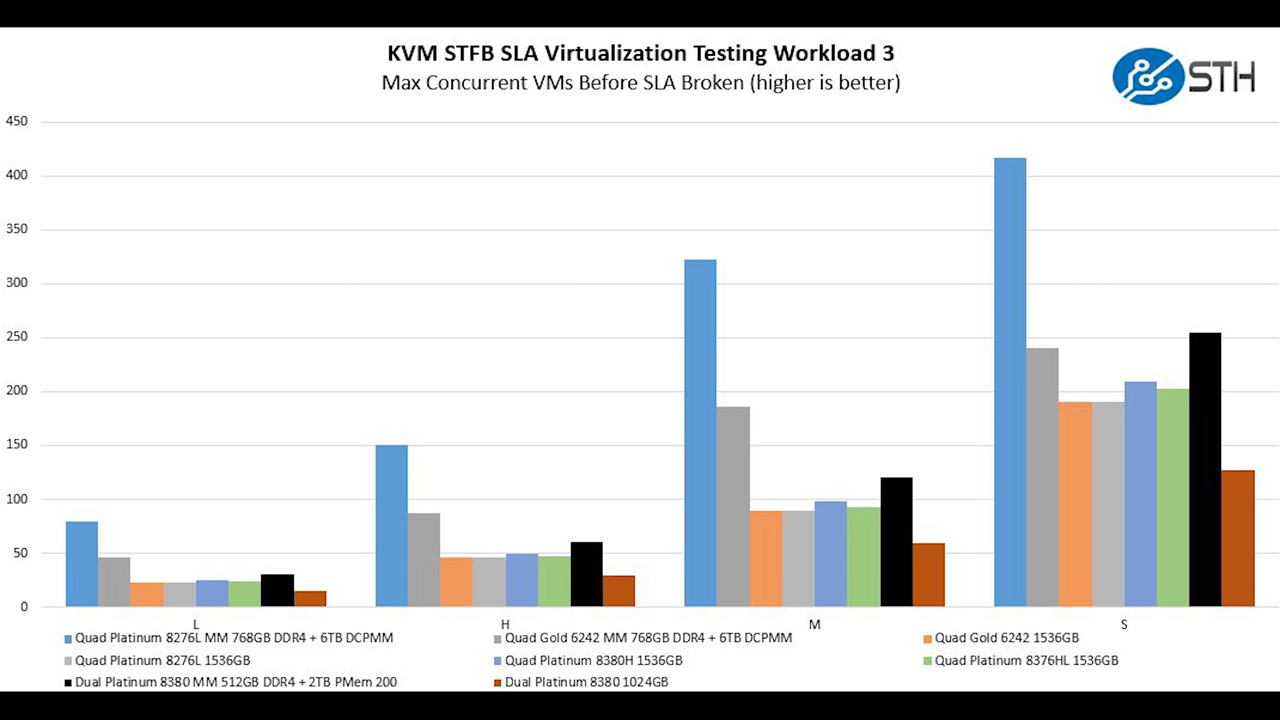 KVM STFB SLA Virtualization Testing Workload 3
Max Concurrent VMs Before SLA Broken (higher is better)
STH
450
400
350
300
250
200
150
100
50
0
L H M S
Quad Platinum 8276L MM 768GB DDR4 + 6TB DCPMM Quad Gold 6242 MM 768GB DDR4 + 6TB DCPMM Quad Gold 6242 1536GB
Quad Platinum 8276L 1536GB Quad Platinum 8380H 1536GB Quad Platinum 8376HL 1536GB
Dual Platinum 8380 MM 512GB DDR4 + 2TB PMem 200 Dual Platinum 8380 1024GB